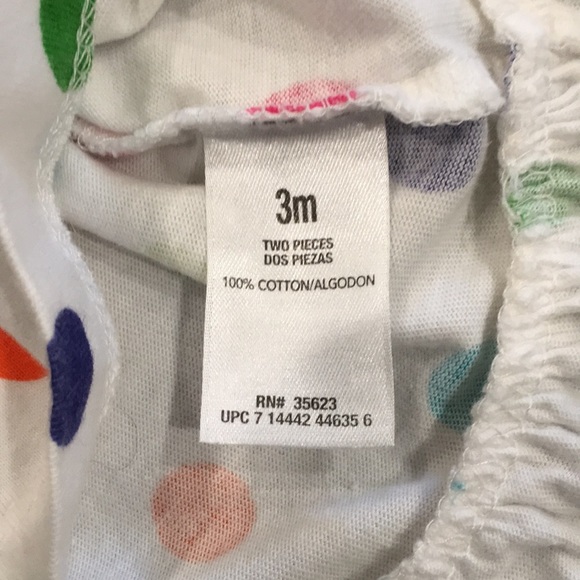 3m
TWO PIECES
DOS PIEZAS
100% COTTON/ALGODON
RN# 35623
UPC 7 14442 44635 6